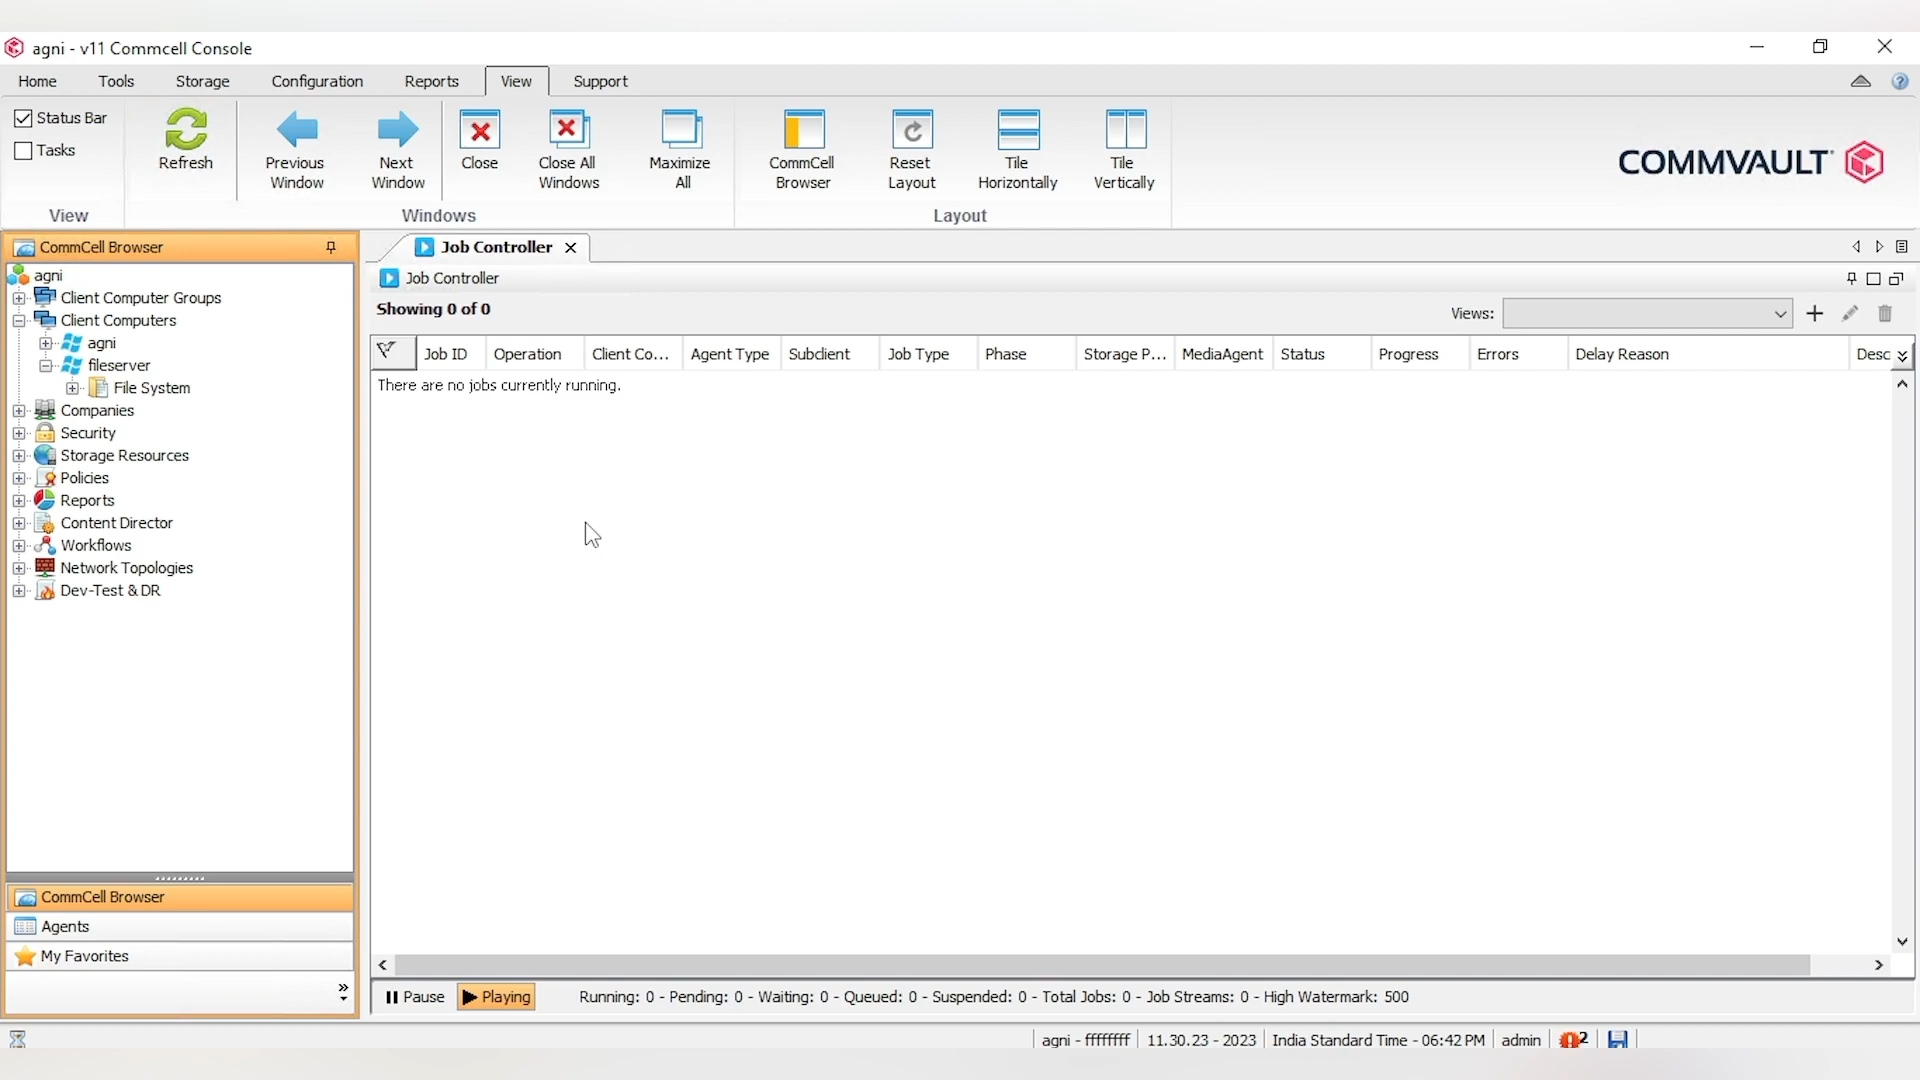 agni - v11 Commcell Console
Home Tools Storage Configuration Reports View Support
Status Bar
Tasks
Refresh
Previous Window
Next Window
Close
Close All Windows
Maximize All
CommCell Browser
Reset Layout
Tile Horizontally
Tile Vertically
View
Windows
Layout
COMMVAULT
CommCell Browser
agni
Client Computer Groups
Client Computers
agni
fileserver
File System
Companies
Security
Storage Resources
Policies
Reports
Content Director
Workflows
Network Topologies
Dev-Test & DR
CommCell Browser
Agents
My Favorites
Job Controller
Job Controller
Showing 0 of 0
Views:
Job ID Operation Client Co... Agent Type Subclient Job Type Phase Storage P... MediaAgent Status Progress Errors Delay Reason Desc
There are no jobs currently running.
Pause Playing Running: 0 - Pending: 0 - Waiting: 0 - Queued: 0 - Suspended: 0 - Total Jobs: 0 - Job Streams: 0 - High Watermark: 500
agni - ffffffff 11.30.23 - 2023 India Standard Time - 06:42 PM admin 2